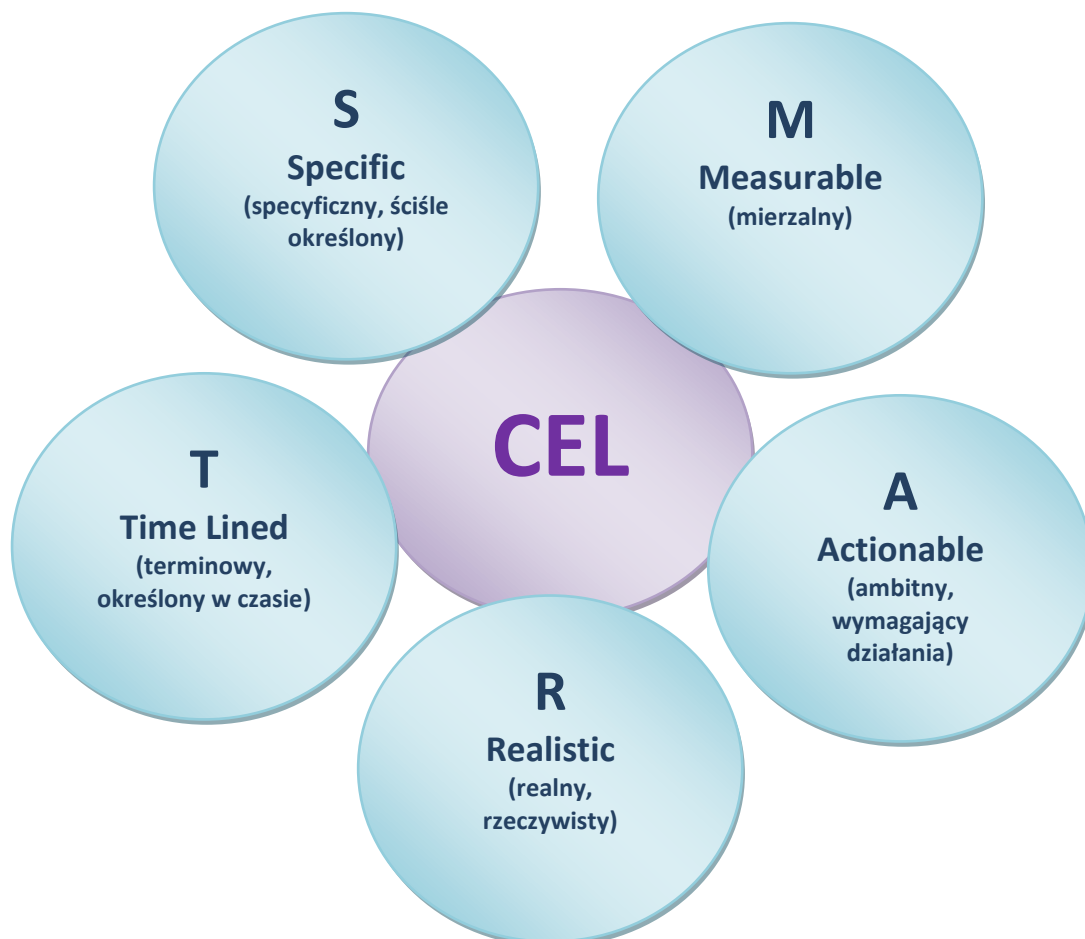 S
Specific
(specyficzny, ściśle
określony)
M
Measurable
(mierzalny)
CEL
A
Actionable
(ambitny,
wymagający
działania)
R
Realistic
(realny,
rzeczywisty)
T
Time Lined
(terminowy,
określony w czasie)